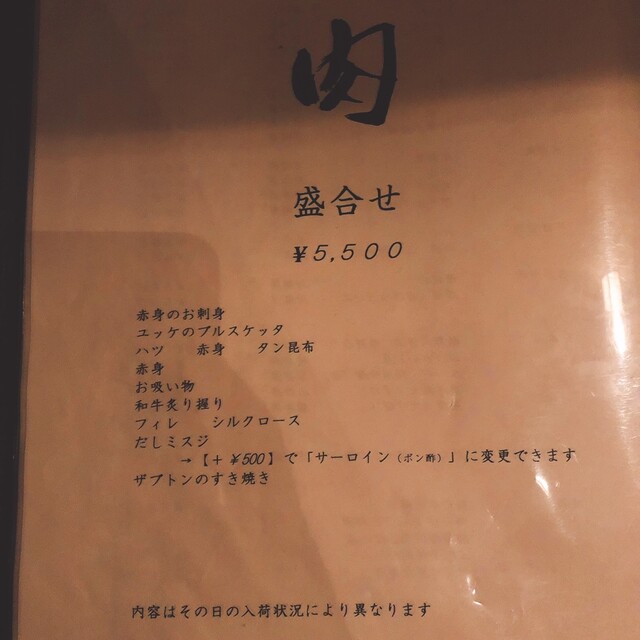 肉
盛合せ
¥5,500
赤身のお刺身
ユッケのブルスケッタ
ハツ　赤身　タン昆布
赤身
お吸い物
和牛炙り握り
フィレ　シルクロース
だしミスジ
→【+ ¥500】で「サーロイン（ポン酢）」に変更できます
ザブトンのすき焼き
内容はその日の入荷状況により異なります